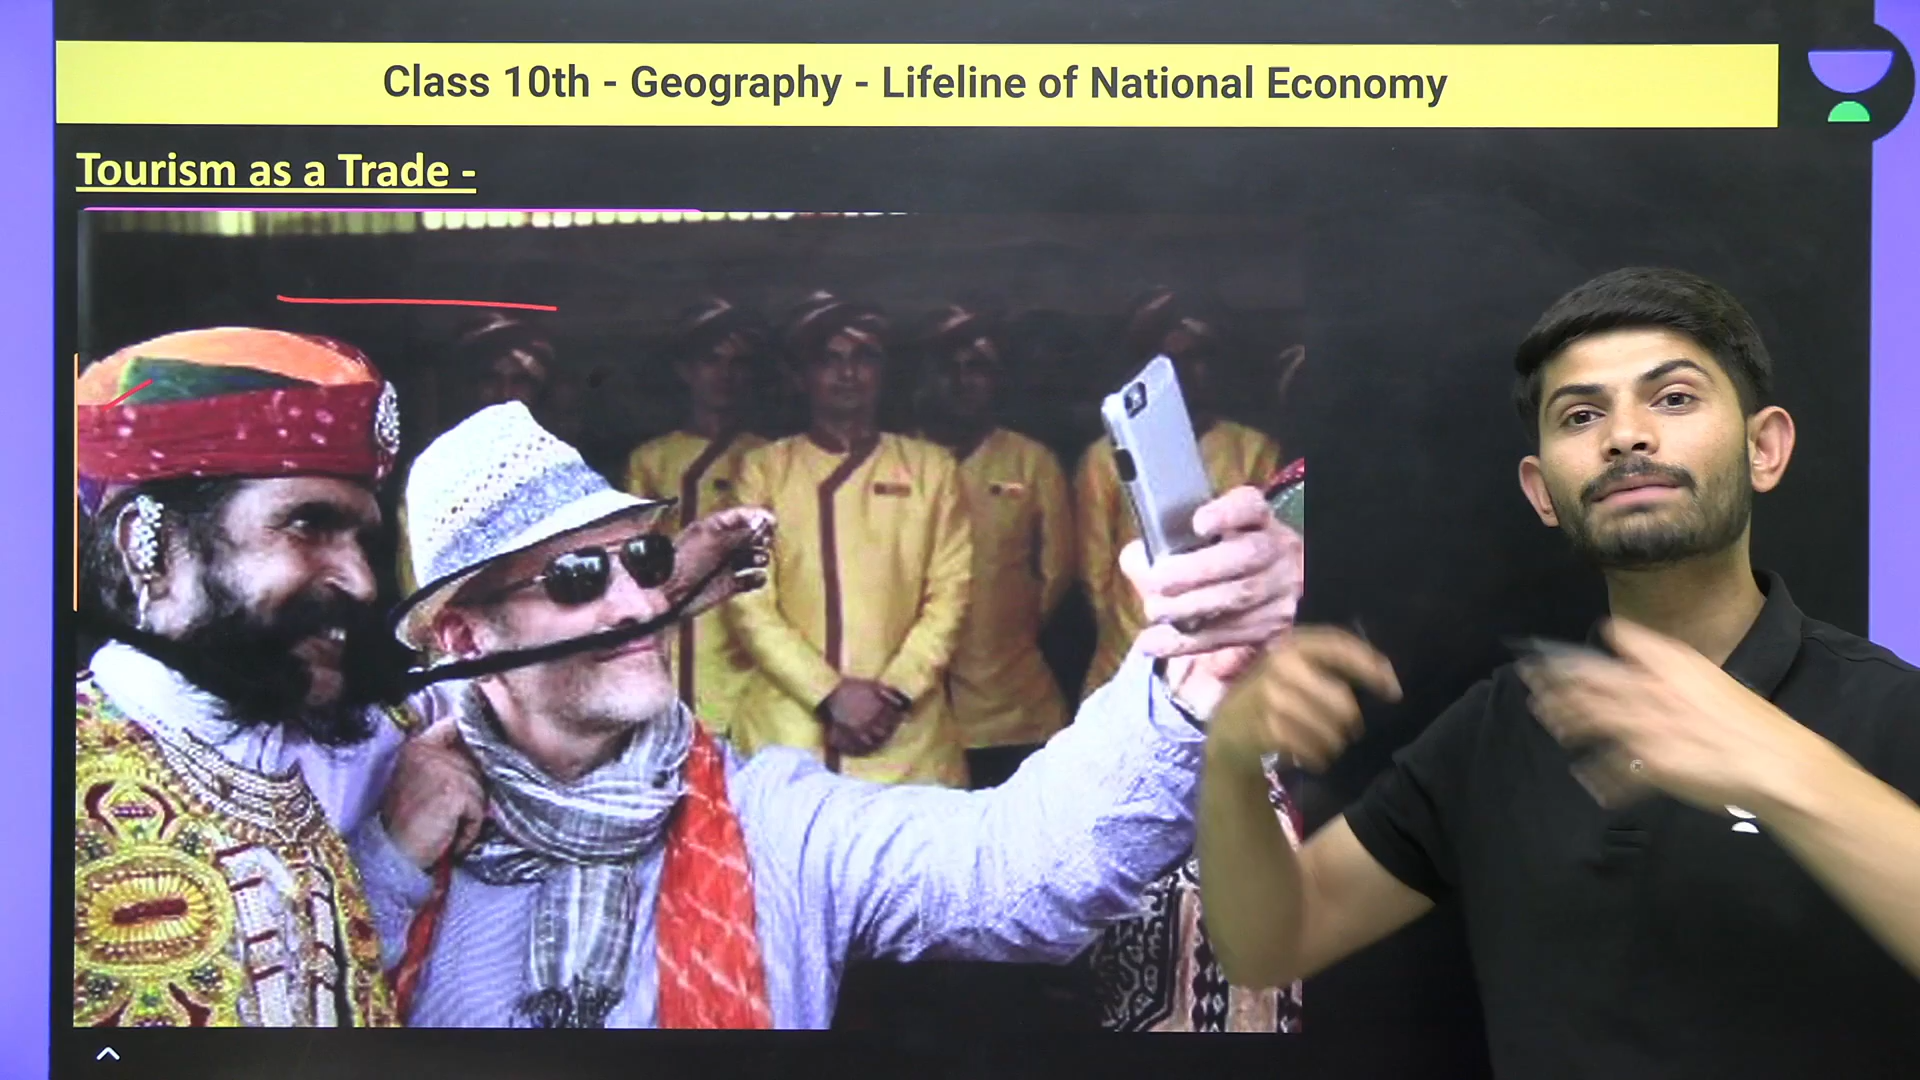 Class 10th - Geography - Lifeline of National Economy
Tourism as a Trade -